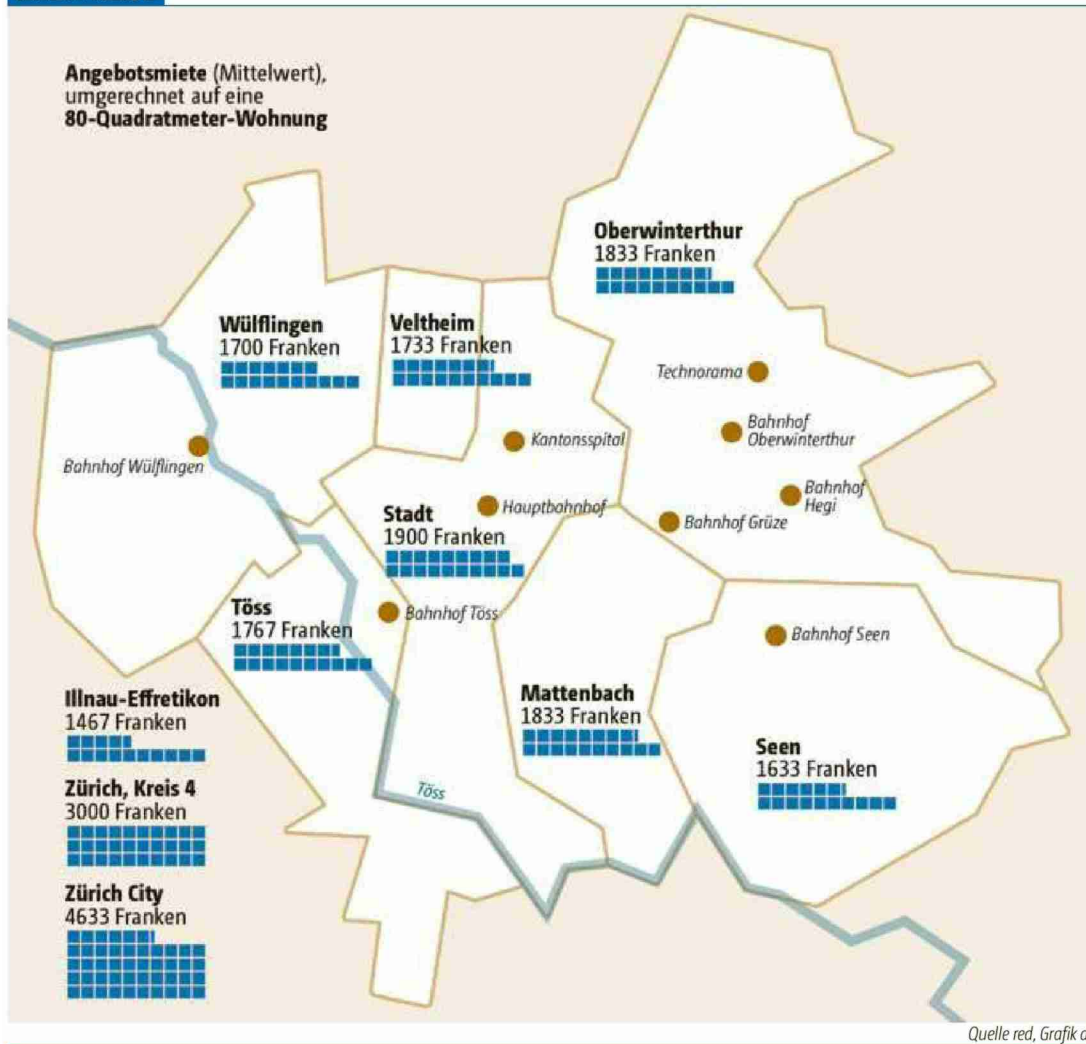 Angebotsmiete (Mittelwert),
umgerechnet auf eine
80-Quadratmeter-Wohnung
Oberwinterthur
1833 Franken
Wülflingen
1700 Franken
Veltheim
1733 Franken
Technorama
Bahnhof
Oberwinterthur
Kantonsspital
Bahnhof Wülflingen
Bahnhof
Hegi
Hauptbahnhof
Bahnhof Grüze
Stadt
1900 Franken
Töss
1767 Franken
Bahnhof Töss
Bahnhof Seen
Illnau-Effretikon
1467 Franken
Mattenbach
1833 Franken
Seen
1633 Franken
Zürich, Kreis 4
3000 Franken
Töss
Zürich City
4633 Franken
Quelle red, Grafik